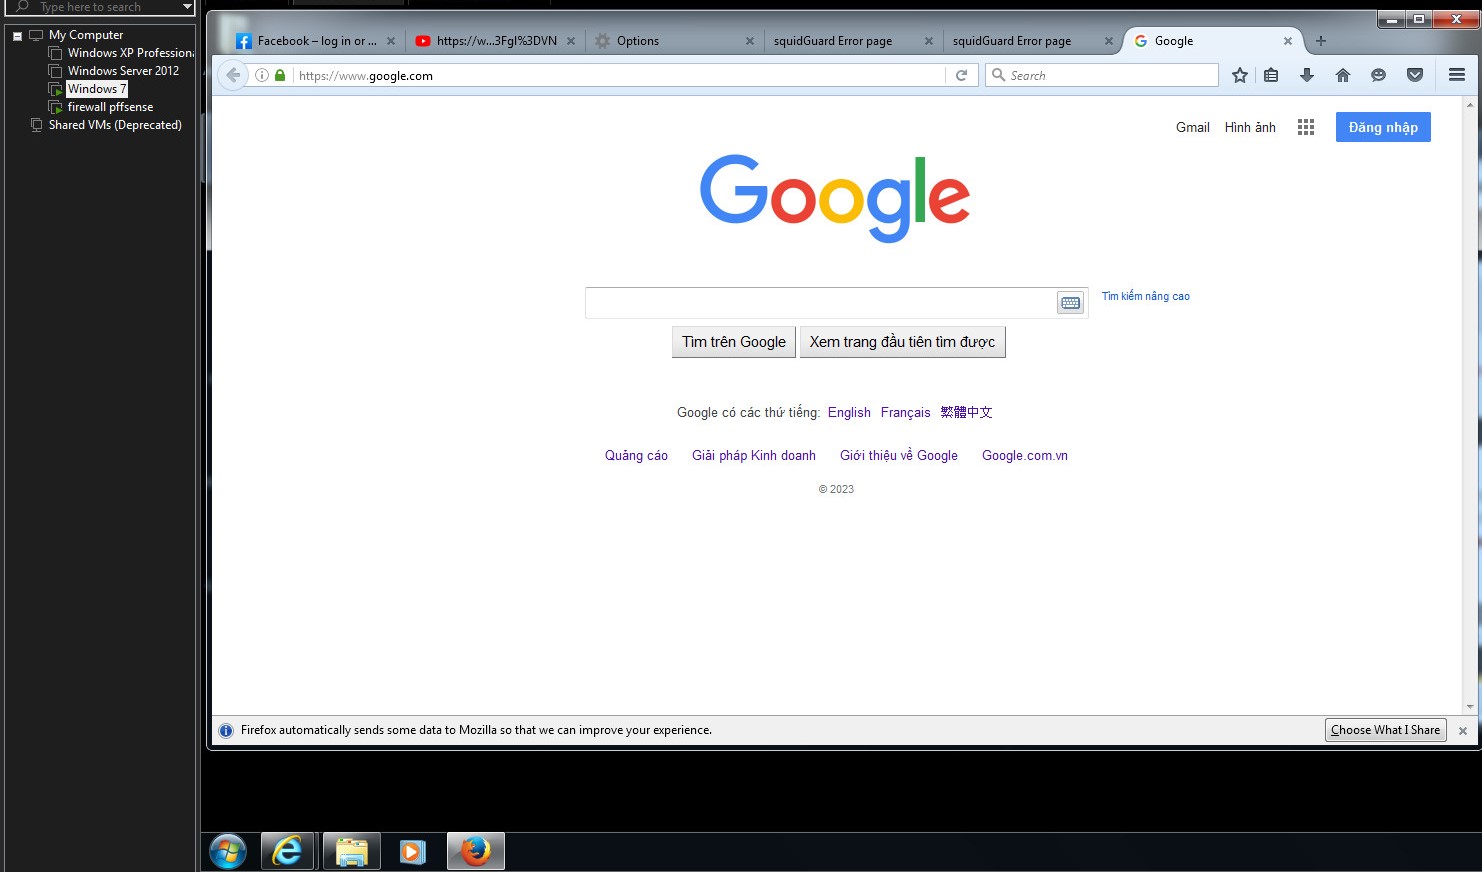 Type here to search
My Computer
Windows XP Professiona
Windows Server 2012
Windows 7
firewall pffsense
Shared VMs (Deprecated)
Facebook – log in or ...
https://w...3FgI%3DVN
Options
squidGuard Error page
squidGuard Error page
Google
https://www.google.com
Search
Gmail Hình ảnh Đăng nhập
Google
Tìm kiếm nâng cao
Tìm trên Google Xem trang đầu tiên tìm được
Google có các thứ tiếng: English Français 繁體中文
Quảng cáo Giải pháp Kinh doanh Giới thiệu về Google Google.com.vn
© 2023
Firefox automatically sends some data to Mozilla so that we can improve your experience. Choose What I Share